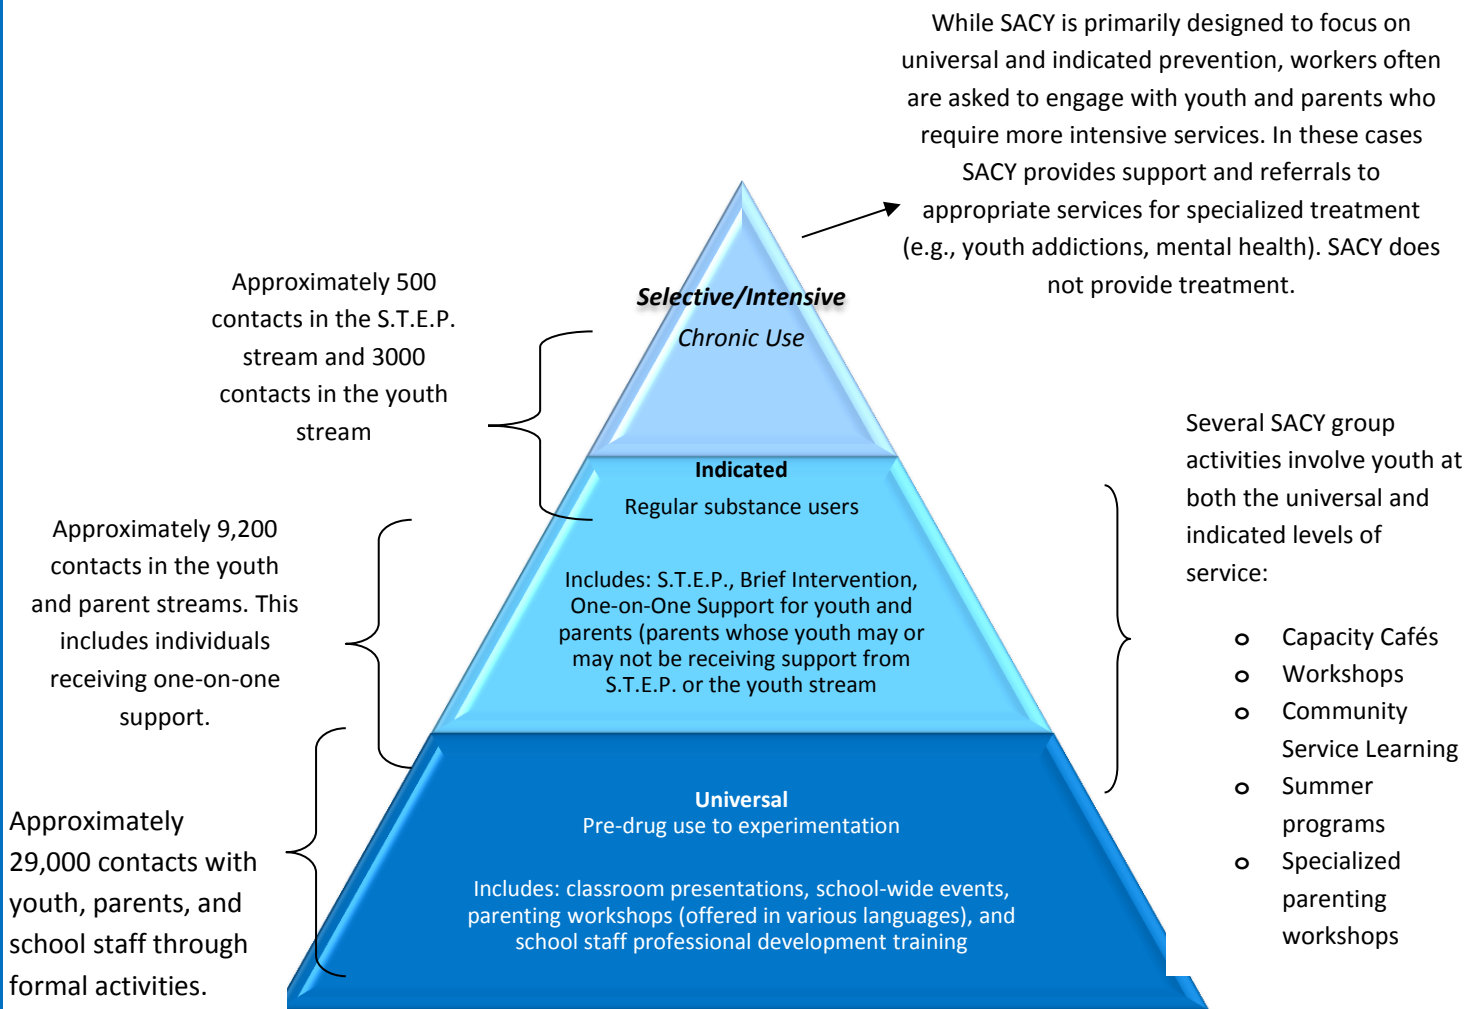 While SACY is primarily designed to focus on
universal and indicated prevention, workers often
are asked to engage with youth and parents who
require more intensive services. In these cases
SACY provides support and referrals to
appropriate services for specialized treatment
(e.g., youth addictions, mental health). SACY does
not provide treatment.
Approximately 500
contacts in the S.T.E.P.
stream and 3000
contacts in the youth
stream
Selective/Intensive
Chronic Use
Indicated
Regular substance users
Includes: S.T.E.P., Brief Intervention,
One-on-One Support for youth and
parents (parents whose youth may or
may not be receiving support from
S.T.E.P. or the youth stream
Approximately 9,200
contacts in the youth
and parent streams. This
includes individuals
receiving one-on-one
support.
Several SACY group
activities involve youth at
both the universal and
indicated levels of
service:
o Capacity Cafés
o Workshops
o Community
Service Learning
o Summer
programs
o Specialized
parenting
workshops
Universal
Pre-drug use to experimentation
Includes: classroom presentations, school-wide events,
parenting workshops (offered in various languages), and
school staff professional development training
Approximately
29,000 contacts with
youth, parents, and
school staff through
formal activities.